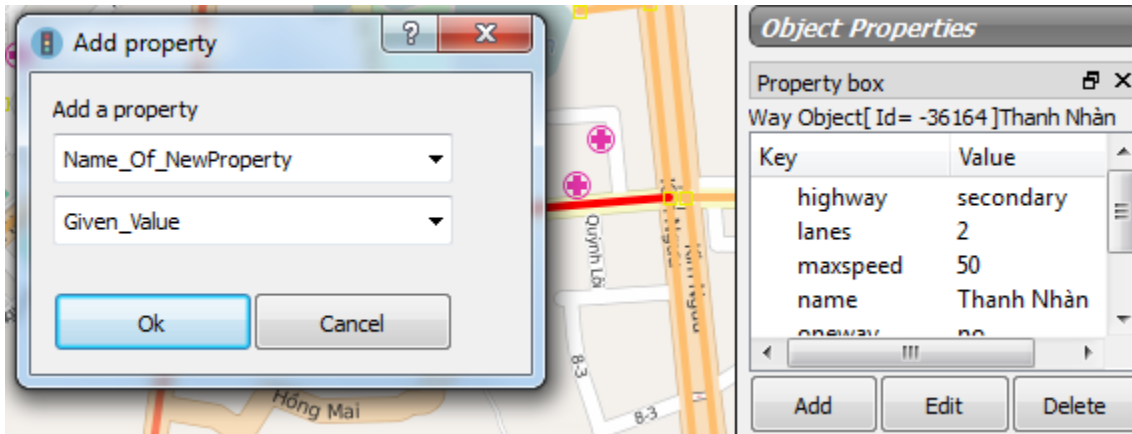 Add property
?
X
Add a property
Name_Of_NewProperty
Given_Value
Ok
Cancel
Quỳnh Lôi
8-3
Hồng Mai
8-3
Object Properties
Property box
Way Object[ Id= -36164 ]Thanh Nhàn
Key Value
highway secondary
lanes 2
maxspeed 50
name Thanh Nhàn
oneway no
Add
Edit
Delete